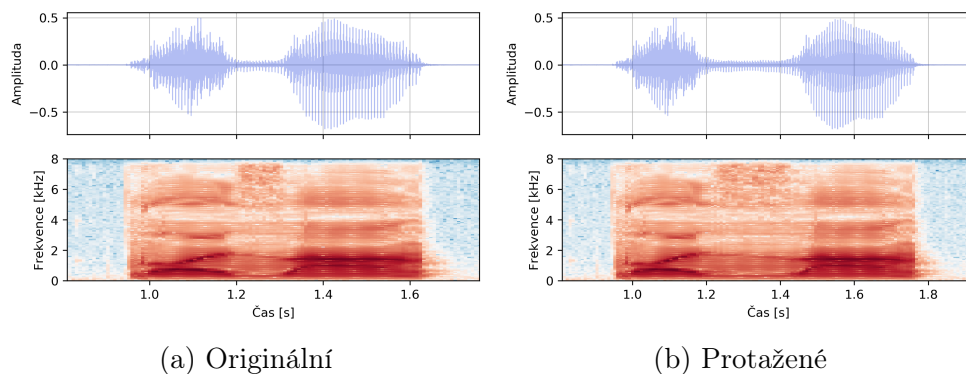 Amplituda
0.5
0.0
−0.5
Frekvence [kHz]
8
6
4
2
0
1.0 1.2 1.4 1.6
Čas [s]
(a) Originální
Amplituda
0.5
0.0
−0.5
Frekvence [kHz]
8
6
4
2
0
1.0 1.2 1.4 1.6 1.8
Čas [s]
(b) Protažené